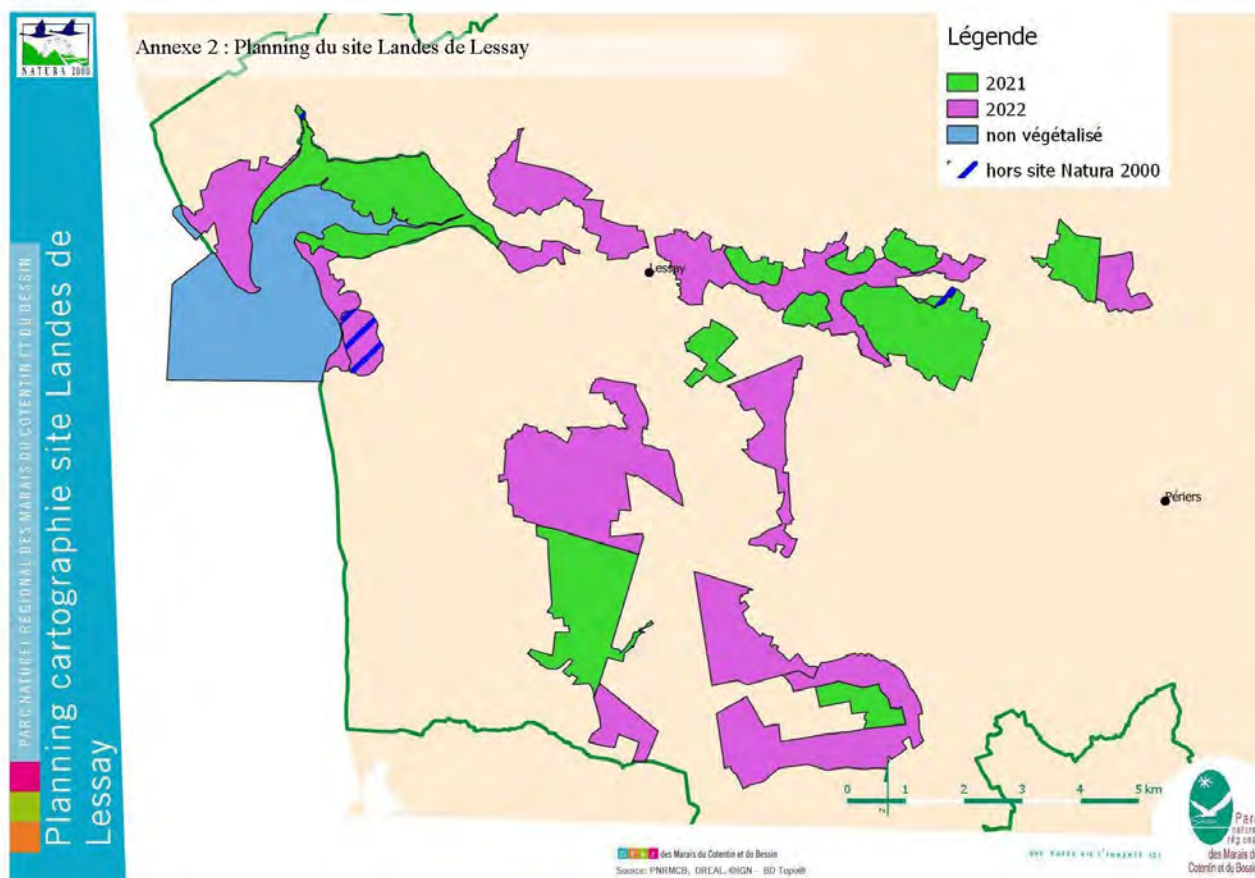 NATURA 2000
Annexe 2 : Planning du site Landes de Lessay
Légende
2021
2022
non végétalisé
hors site Natura 2000
PARC NATUREL RÉGIONAL DES MARAIS DU COTENTIN ET DU BESSIN
Planning cartographie site Landes de
Lessay
Lessay
Périers
0 1 2 3 4 5 km
des Marais du Cotentin et du Bessin
Source: PNRMCB, DREAL, ©IGN - BD Topo®
Parc
naturel
régional
des Marais du
Cotentin et du Bessin